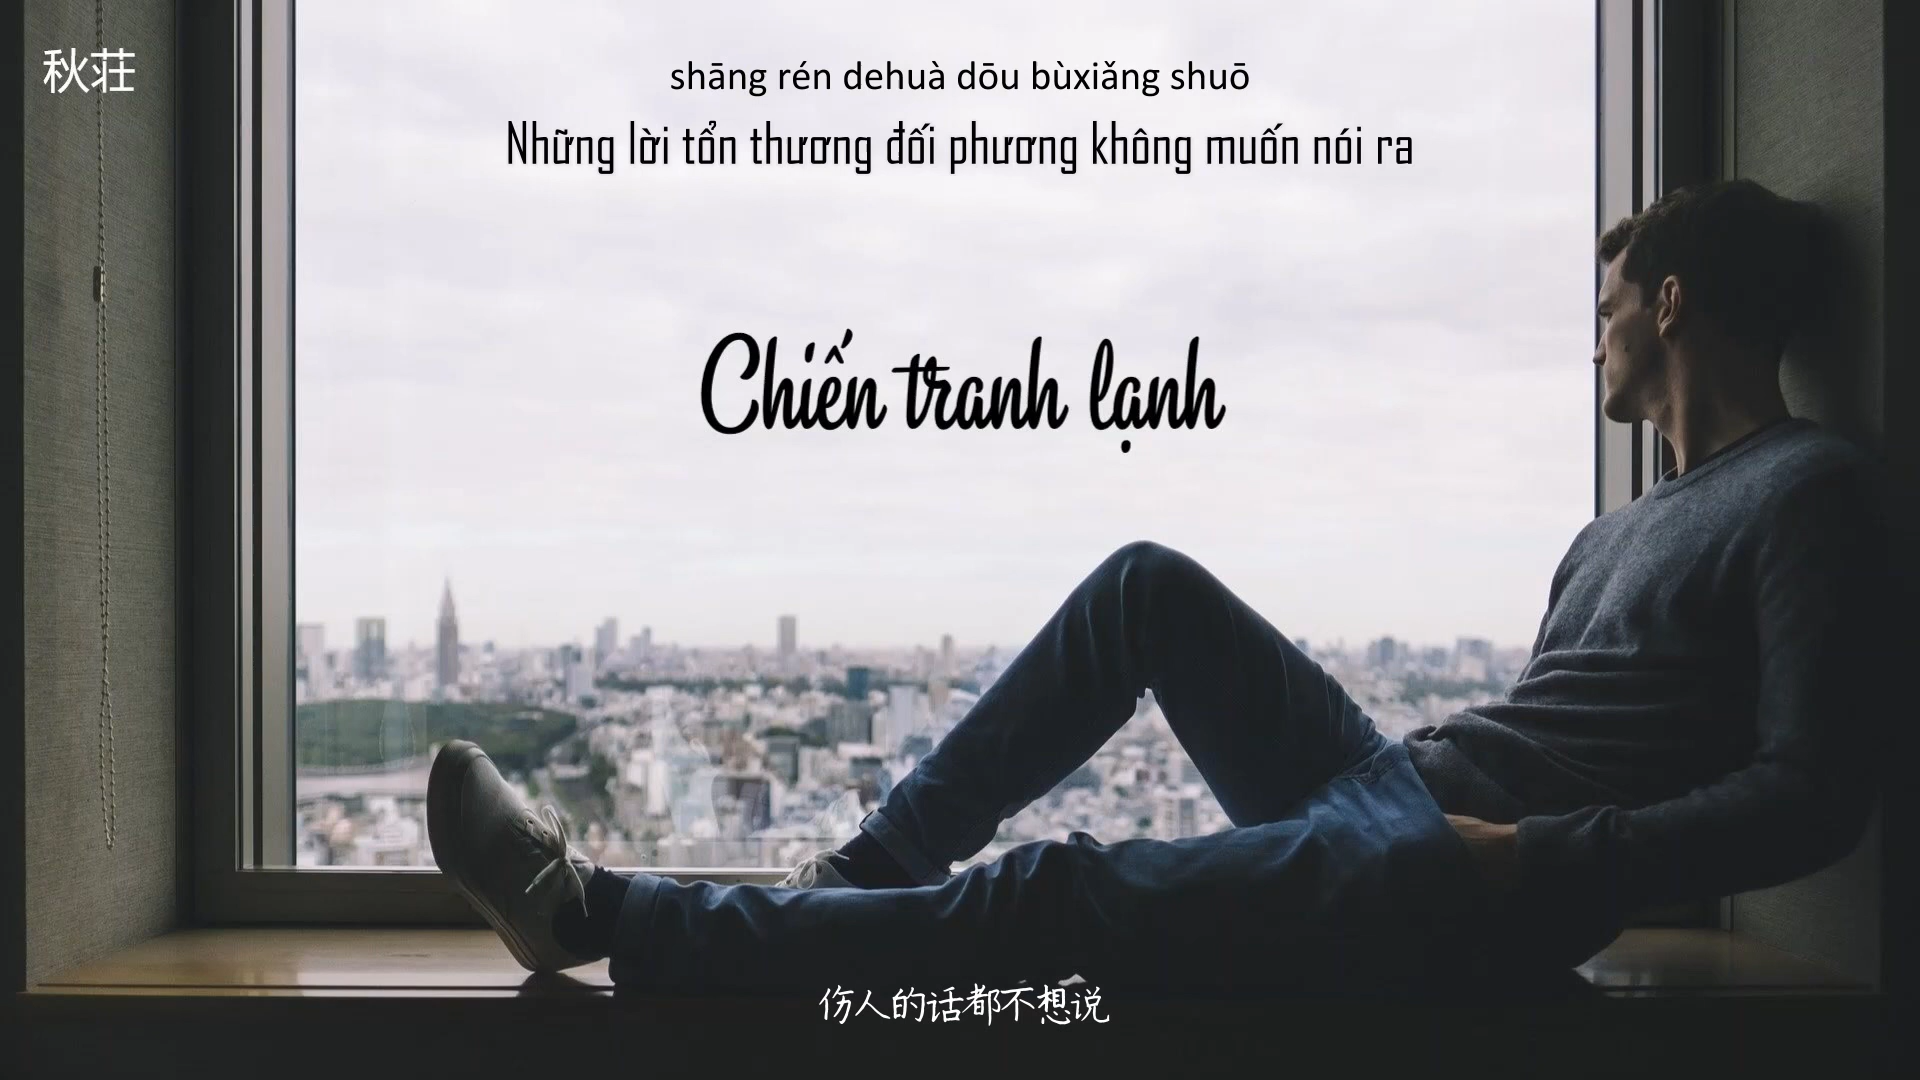 秋荘
shāng rén dehuà dōu bùxiǎng shuō
Những lời tổn thương đối phương không muốn nói ra
Chiến tranh lạnh
伤人的话都不想说